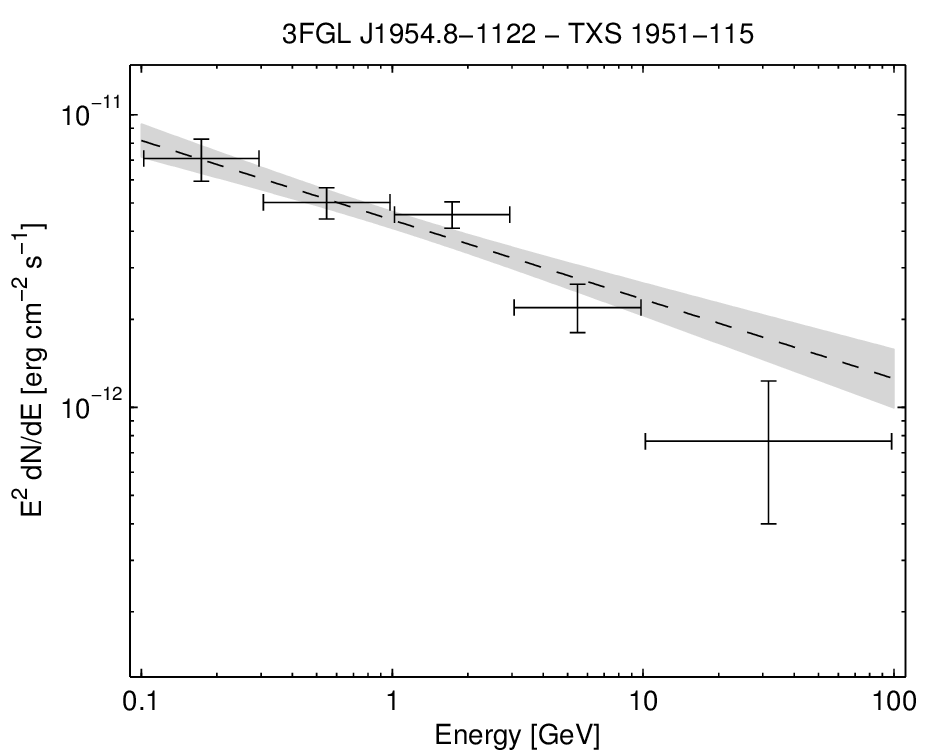 3FGL J1954.8−1122 − TXS 1951−115
10⁻¹¹
10⁻¹²
E² dN/dE [erg cm⁻² s⁻¹]
0.1 1 10 100
Energy [GeV]